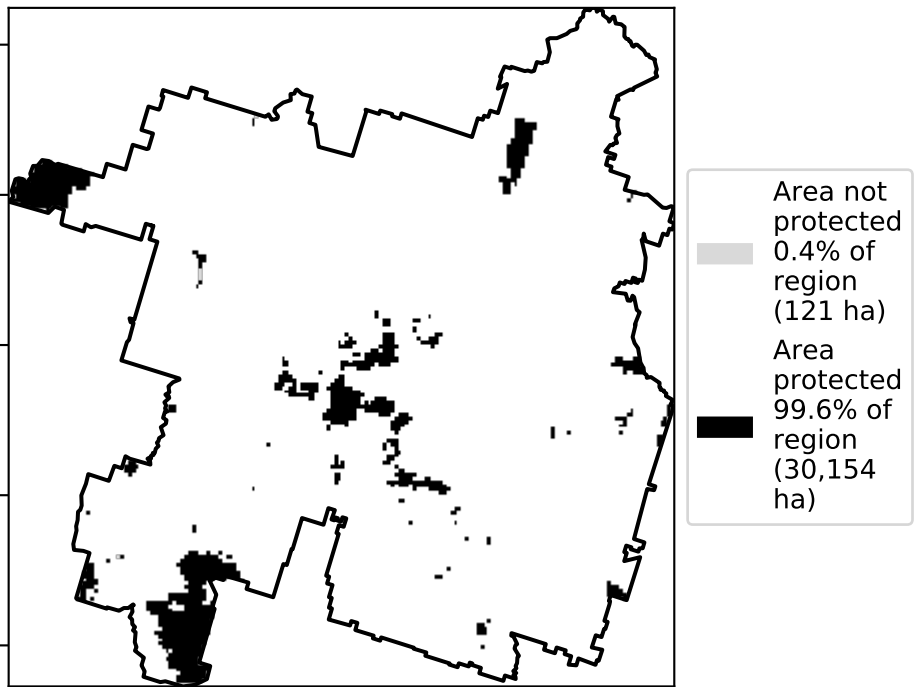 Area not
protected
0.4% of
region
(121 ha)
Area
protected
99.6% of
region
(30,154
ha)